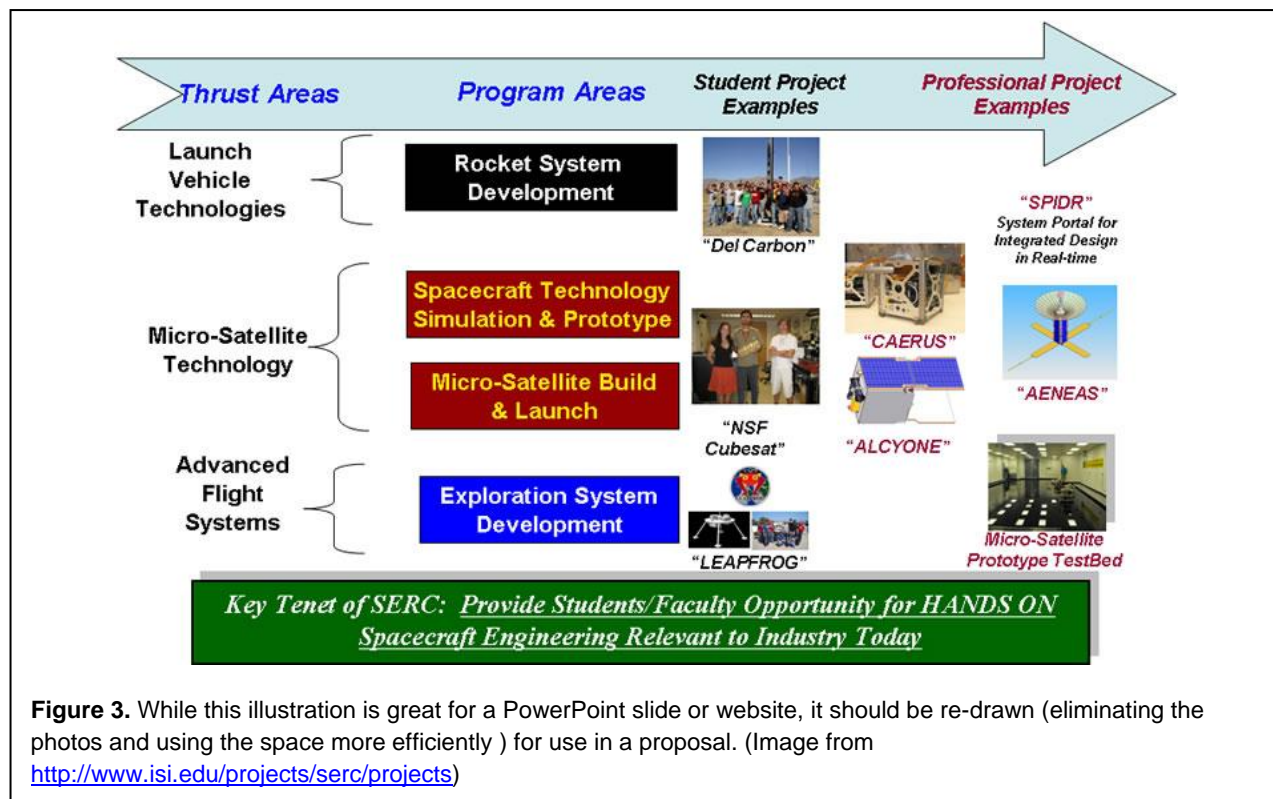 Thrust Areas
Program Areas
Student Project
Examples
Professional Project
Examples
Launch
Vehicle
Technologies
Rocket System
Development
"Del Carbon"
"SPIDR"
System Portal for
Integrated Design
in Real-time
Micro-Satellite
Technology
Spacecraft Technology
Simulation & Prototype
Micro-Satellite Build
& Launch
"NSF
Cubesat"
"CAERUS"
"ALCYONE"
"AENEAS"
Advanced
Flight
Systems
Exploration System
Development
"LEAPFROG"
Micro-Satellite
Prototype TestBed
Key Tenet of SERC: Provide Students/Faculty Opportunity for HANDS ON
Spacecraft Engineering Relevant to Industry Today
Figure 3. While this illustration is great for a PowerPoint slide or website, it should be re-drawn (eliminating the
photos and using the space more efficiently ) for use in a proposal. (Image from
http://www.isi.edu/projects/serc/projects)